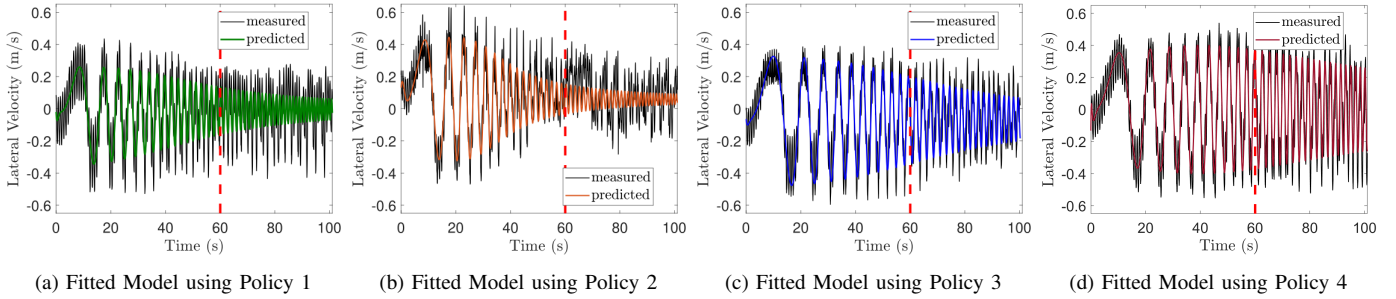 measured
predicted
0.6
0.4
0.2
0
-0.2
-0.4
-0.6
Lateral Velocity (m/s)
0 20 40 60 80 100
Time (s)
(a) Fitted Model using Policy 1
measured
predicted
0.6
0.4
0.2
0
-0.2
-0.4
-0.6
Lateral Velocity (m/s)
0 20 40 60 80 100
Time (s)
(b) Fitted Model using Policy 2
measured
predicted
0.6
0.4
0.2
0
-0.2
-0.4
-0.6
Lateral Velocity (m/s)
0 20 40 60 80 100
Time (s)
(c) Fitted Model using Policy 3
measured
predicted
0.6
0.4
0.2
0
-0.2
-0.4
-0.6
Lateral Velocity (m/s)
0 20 40 60 80 100
Time (s)
(d) Fitted Model using Policy 4